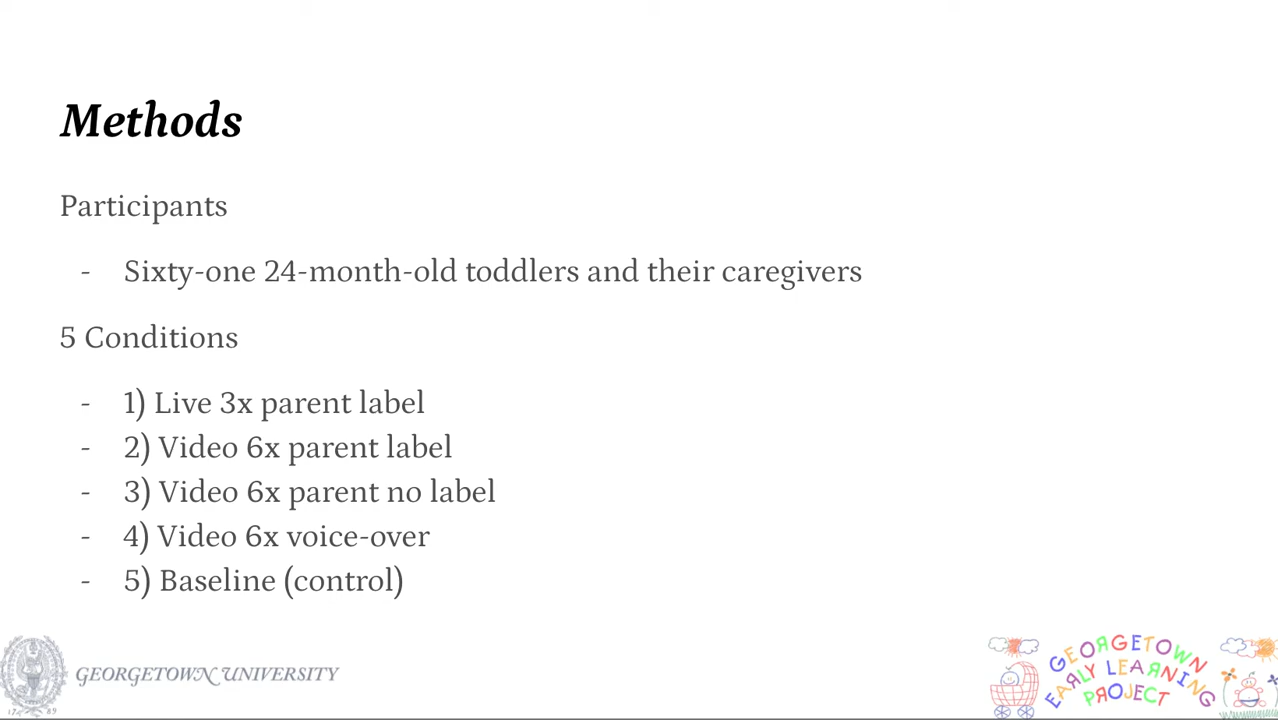 Methods
Participants
- Sixty-one 24-month-old toddlers and their caregivers
5 Conditions
- 1) Live 3x parent label
- 2) Video 6x parent label
- 3) Video 6x parent no label
- 4) Video 6x voice-over
- 5) Baseline (control)
17 89
GEORGETOWN UNIVERSITY
GEORGETOWN
EARLY LEARNING
PROJECT